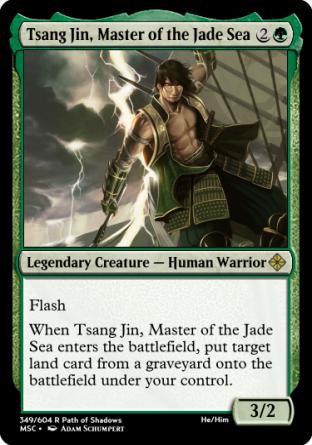 Tsang Jin, Master of the Jade Sea 2
Legendary Creature — Human Warrior
Flash
When Tsang Jin, Master of the Jade
Sea enters the battlefield, put target
land card from a graveyard onto the
battlefield under your control.
349/604 R Path of Shadows He/Him
MSC • Adam Schumpert
3/2